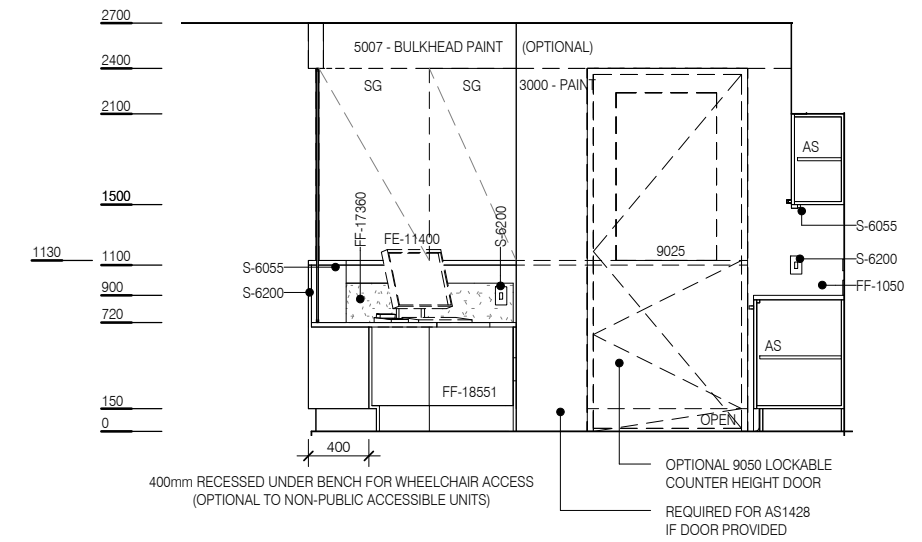 2700
5007 - BULKHEAD PAINT (OPTIONAL)
2400
SG
SG
3000 - PAINT
2100
AS
1500
FF-17360
FE-11400
S-6200
S-6055
1130
1100
9025
S-6055
S-6200
S-6200
900
FF-1050
720
AS
FF-18551
150
0
OPEN
400
400mm RECESSED UNDER BENCH FOR WHEELCHAIR ACCESS
(OPTIONAL TO NON-PUBLIC ACCESSIBLE UNITS)
OPTIONAL 9050 LOCKABLE
COUNTER HEIGHT DOOR
REQUIRED FOR AS1428
IF DOOR PROVIDED